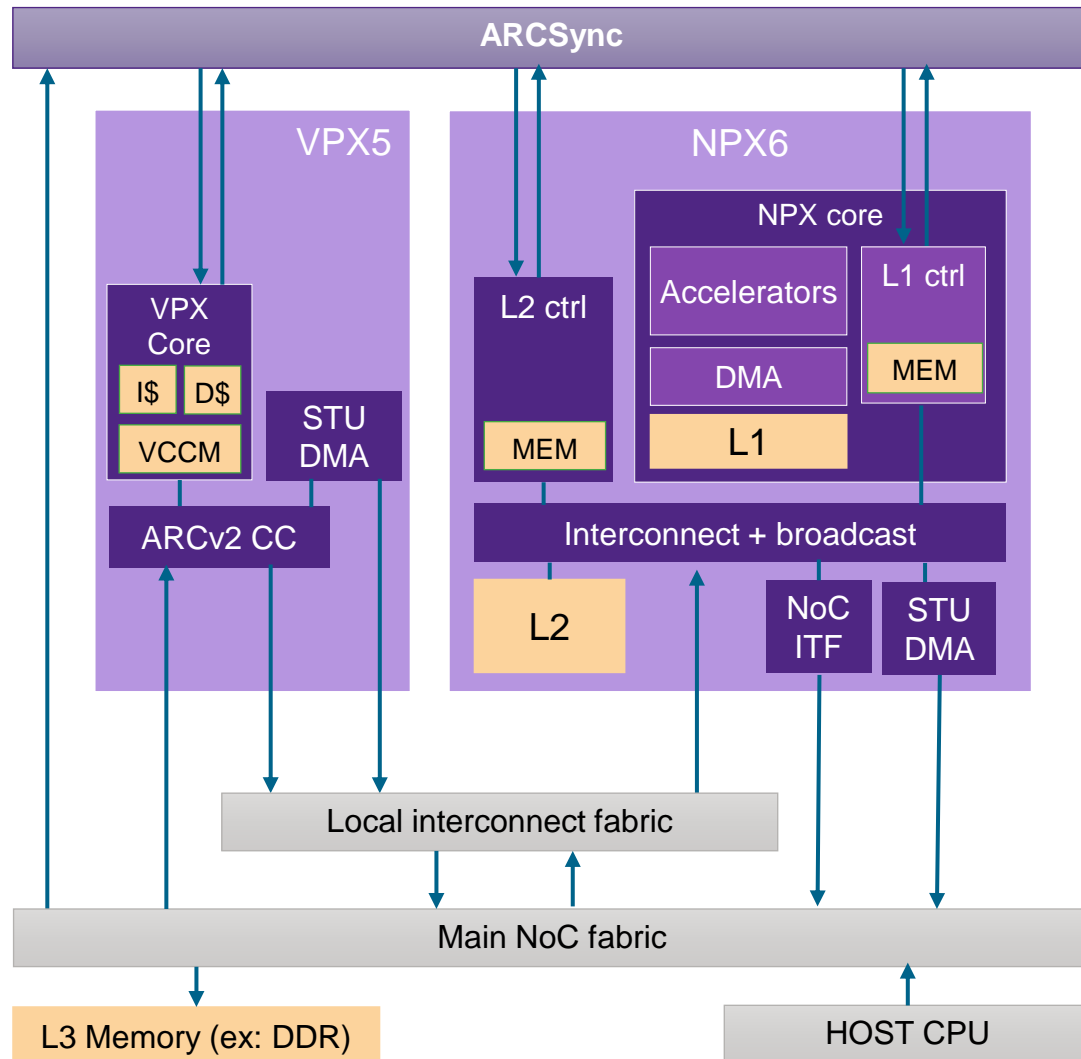 ARCSync
VPX5
NPX6
NPX core
VPX
Core
I$
D$
VCCM
STU
DMA
ARCv2 CC
L2 ctrl
MEM
Accelerators
DMA
L1
L1 ctrl
MEM
Interconnect + broadcast
L2
NoC
ITF
STU
DMA
Local interconnect fabric
Main NoC fabric
L3 Memory (ex: DDR)
HOST CPU